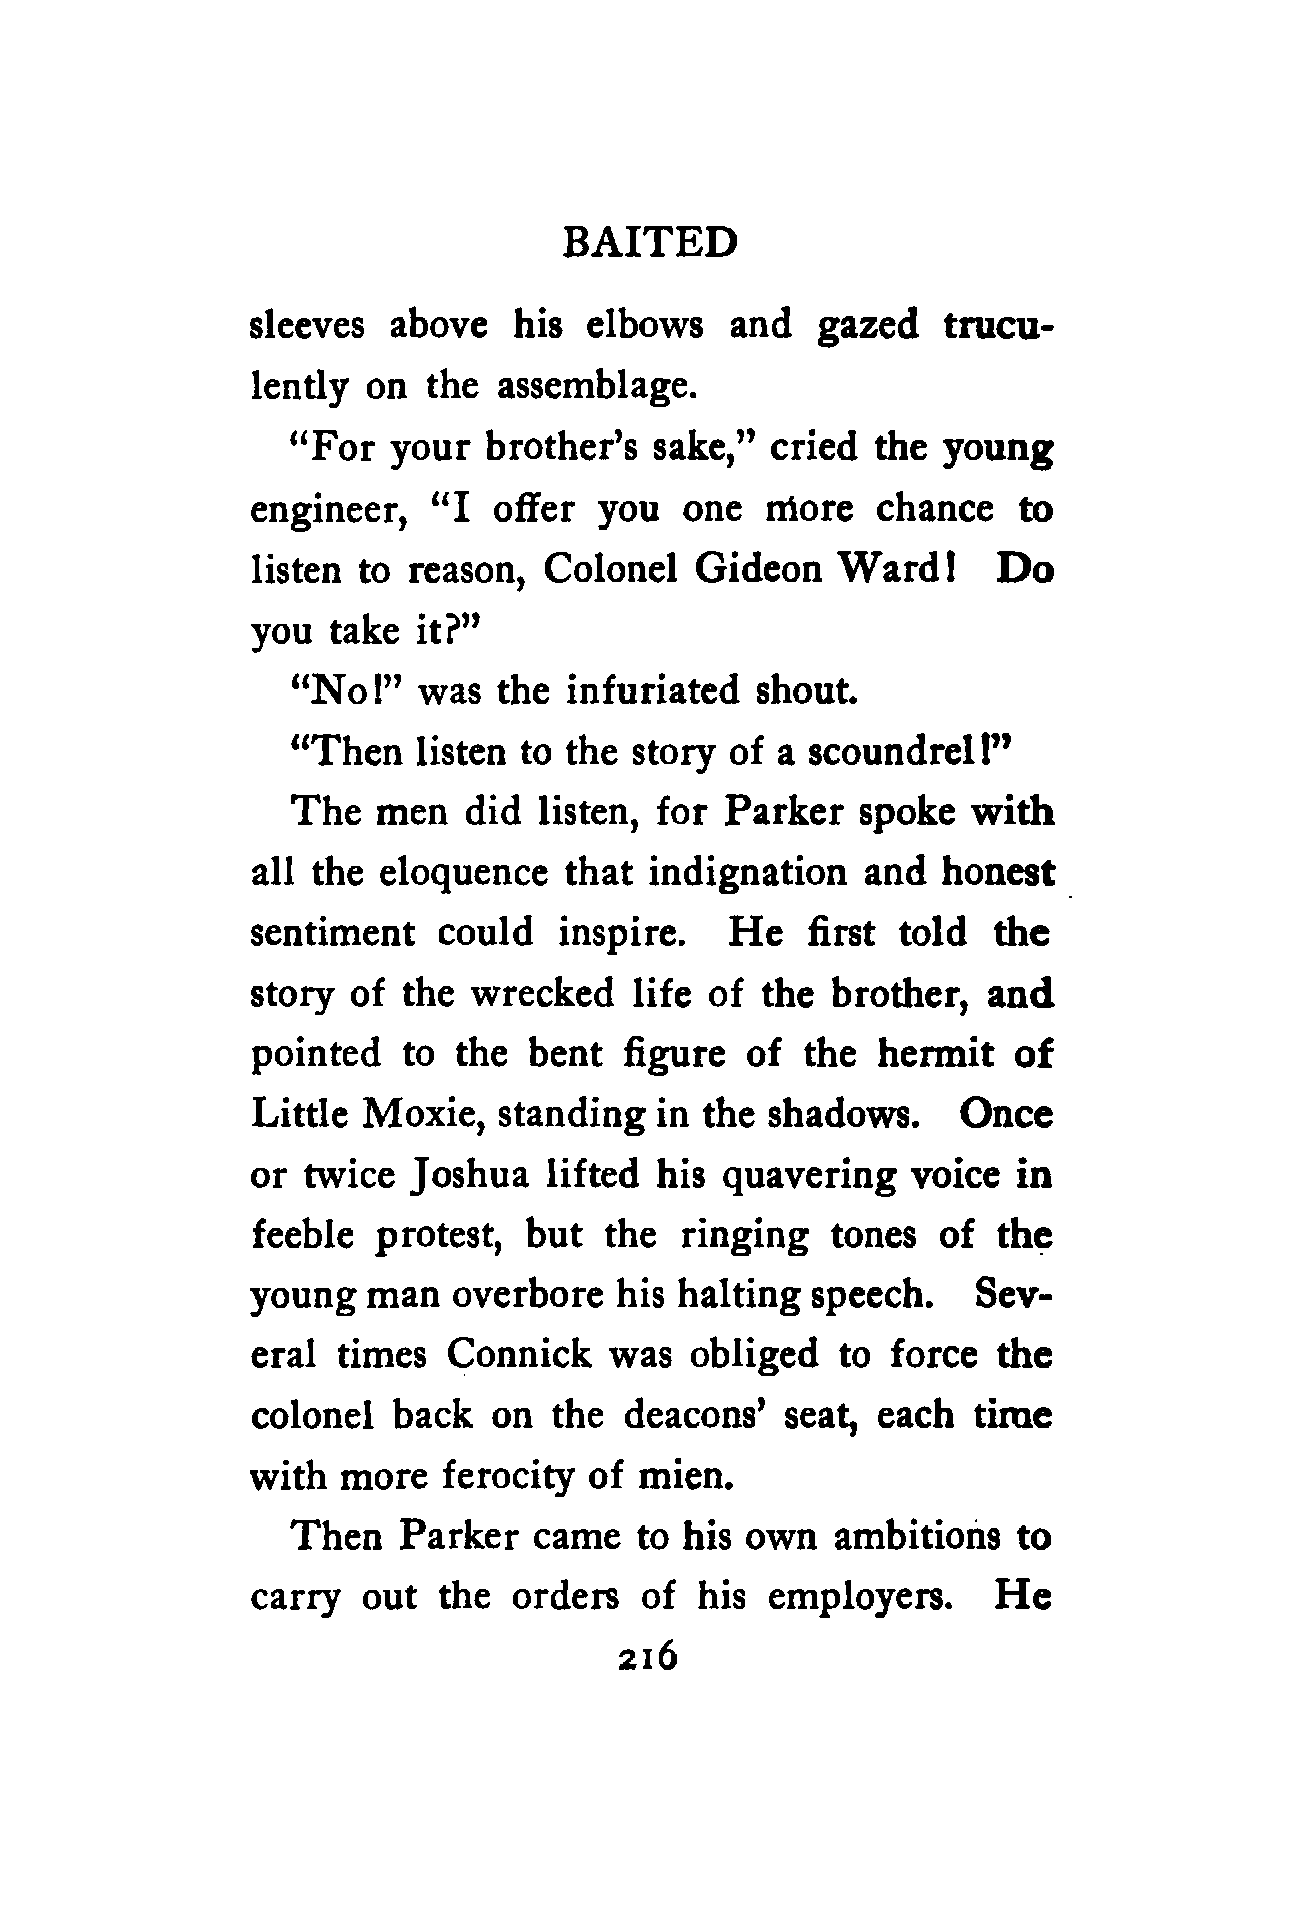 BAITED
sleeves above his elbows and gazed trucu-
lently on the assemblage.
“For your brother’s sake,” cried the young
engineer, “I offer you one more chance to
listen to reason, Colonel Gideon Ward! Do
you take it?”
“No!” was the infuriated shout.
“Then listen to the story of a scoundrel!”
The men did listen, for Parker spoke with
all the eloquence that indignation and honest
sentiment could inspire. He first told the
story of the wrecked life of the brother, and
pointed to the bent figure of the hermit of
Little Moxie, standing in the shadows. Once
or twice Joshua lifted his quavering voice in
feeble protest, but the ringing tones of the
young man overbore his halting speech. Sev-
eral times Connick was obliged to force the
colonel back on the deacons’ seat, each time
with more ferocity of mien.
Then Parker came to his own ambitions to
carry out the orders of his employers. He
216